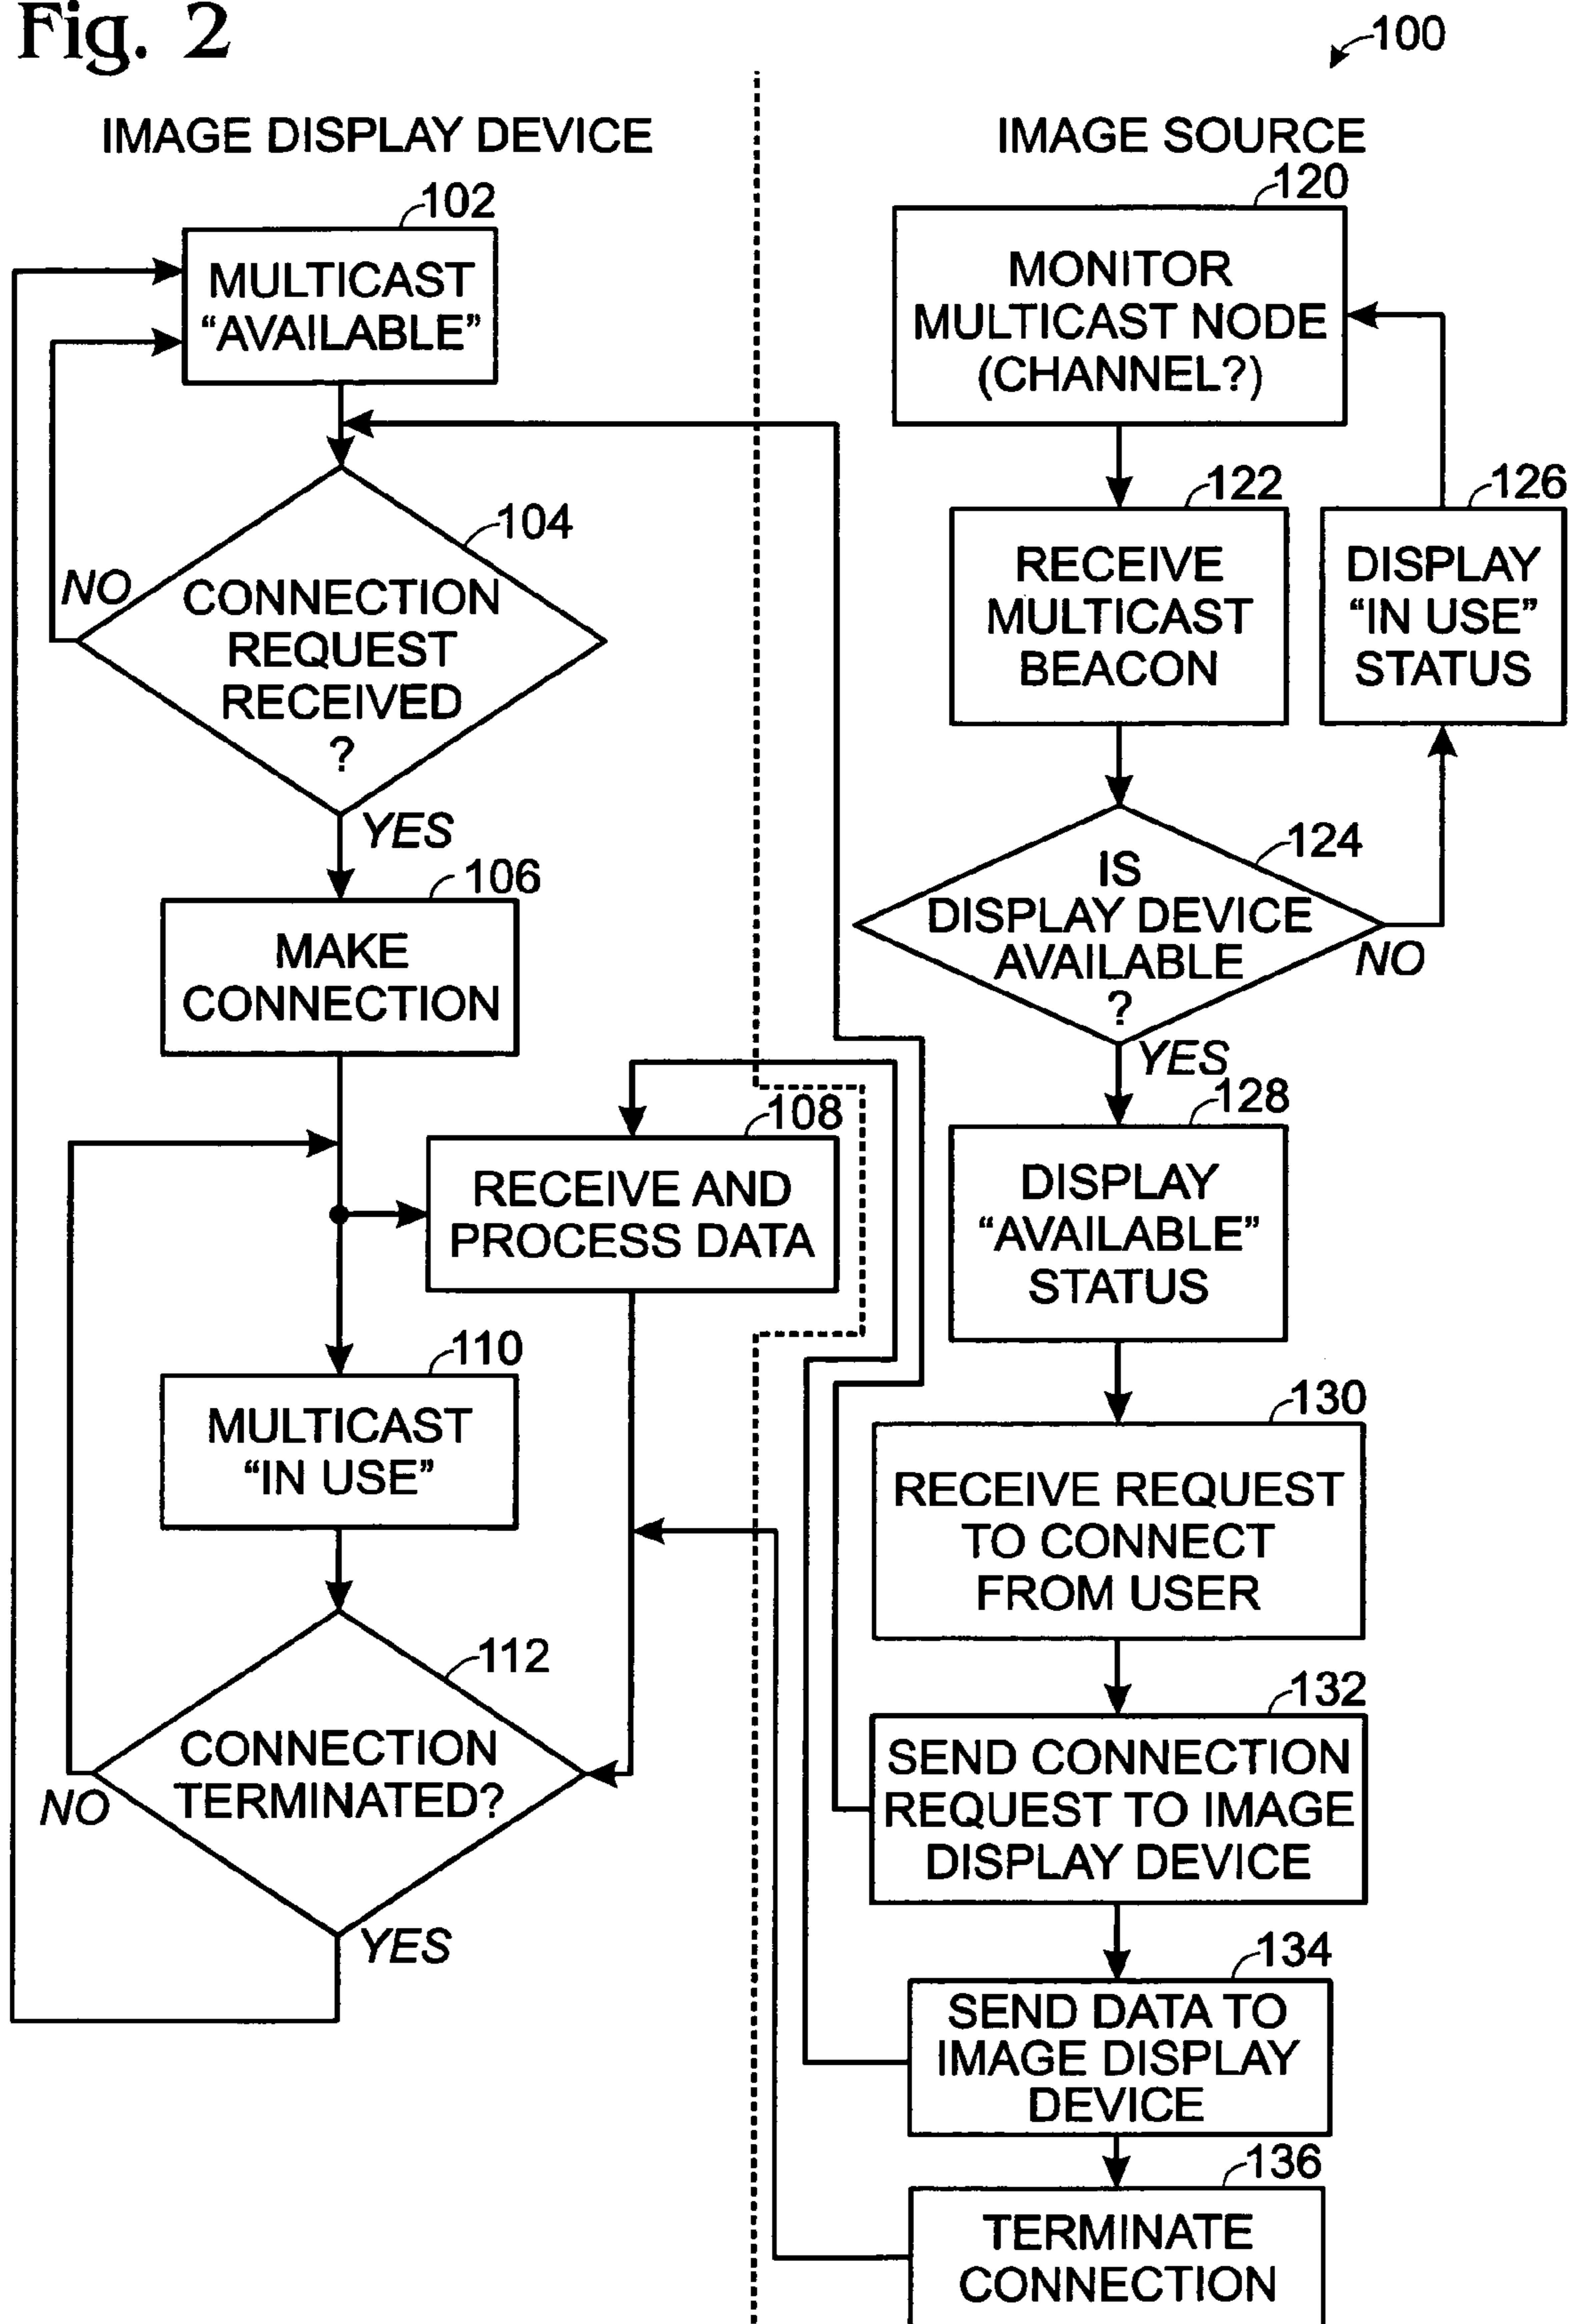 Fig. 2
100
IMAGE DISPLAY DEVICE
102
MULTICAST
“AVAILABLE”
104
CONNECTION
REQUEST
RECEIVED
?
NO
YES
106
MAKE
CONNECTION
108
RECEIVE AND
PROCESS DATA
110
MULTICAST
“IN USE”
112
CONNECTION
TERMINATED?
NO
YES
IMAGE SOURCE
120
MONITOR
MULTICAST NODE
(CHANNEL?)
122
RECEIVE
MULTICAST
BEACON
126
DISPLAY
“IN USE”
STATUS
124
IS
DISPLAY DEVICE
AVAILABLE
?
NO
YES
128
DISPLAY
“AVAILABLE”
STATUS
130
RECEIVE REQUEST
TO CONNECT
FROM USER
132
SEND CONNECTION
REQUEST TO IMAGE
DISPLAY DEVICE
134
SEND DATA TO
IMAGE DISPLAY
DEVICE
136
TERMINATE
CONNECTION